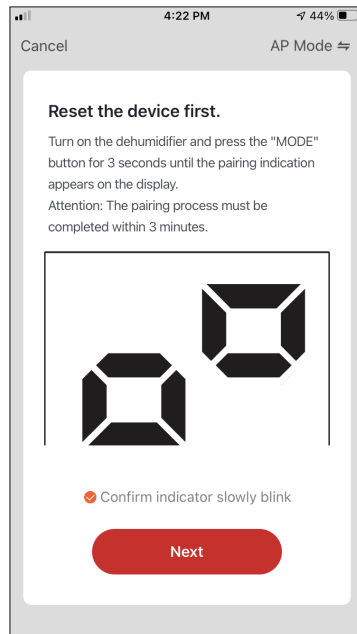 4:22 PM
44%
Cancel
AP Mode ⇋
Reset the device first.
Turn on the dehumidifier and press the "MODE"
button for 3 seconds until the pairing indication
appears on the display.
Attention: The pairing process must be
completed within 3 minutes.
Confirm indicator slowly blink
Next